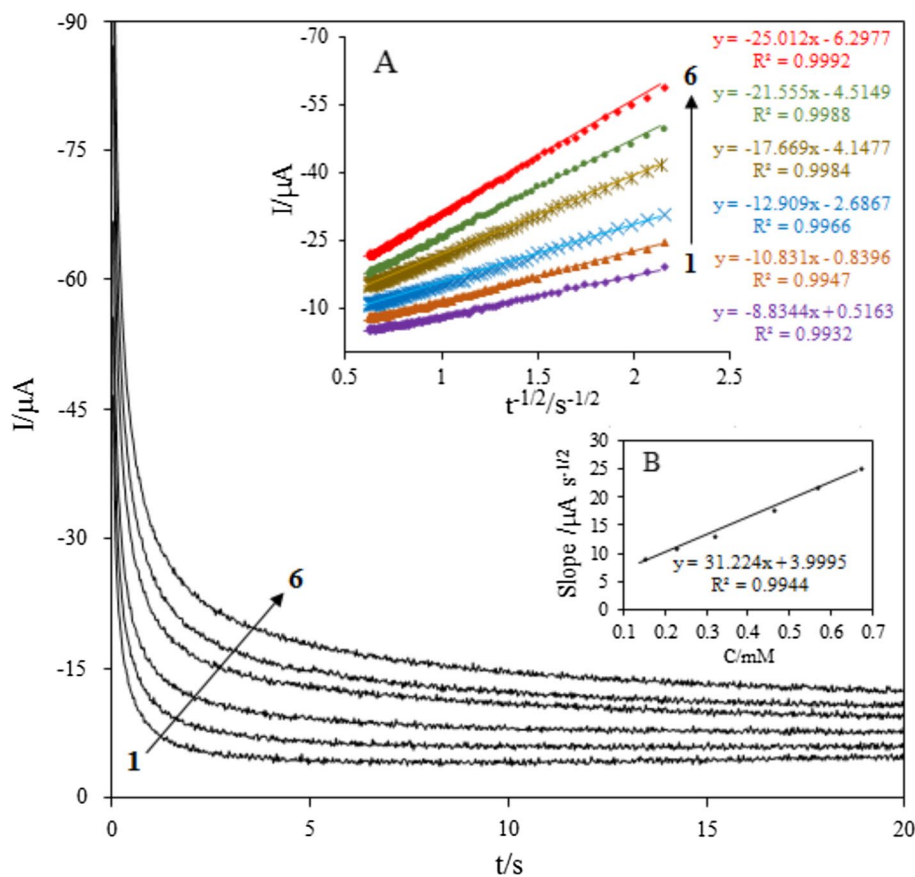 -90
-75
-60
-45
-30
-15
0
I/µA
0 5 10 15 20
t/s
1
6
A
-70
-55
-40
-25
-10
I/µA
0.5 1 1.5 2 2.5
t⁻¹/²/s⁻¹/²
6
1
y = -25.012x - 6.2977
R² = 0.9992
y = -21.555x - 4.5149
R² = 0.9988
y = -17.669x - 4.1477
R² = 0.9984
y = -12.909x - 2.6867
R² = 0.9966
y = -10.831x - 0.8396
R² = 0.9947
y = -8.8344x + 0.5163
R² = 0.9932
B
30
25
20
15
10
5
0
Slope /µA s⁻¹/²
y = 31.224x + 3.9995
R² = 0.9944
0.1 0.2 0.3 0.4 0.5 0.6 0.7
C/mM